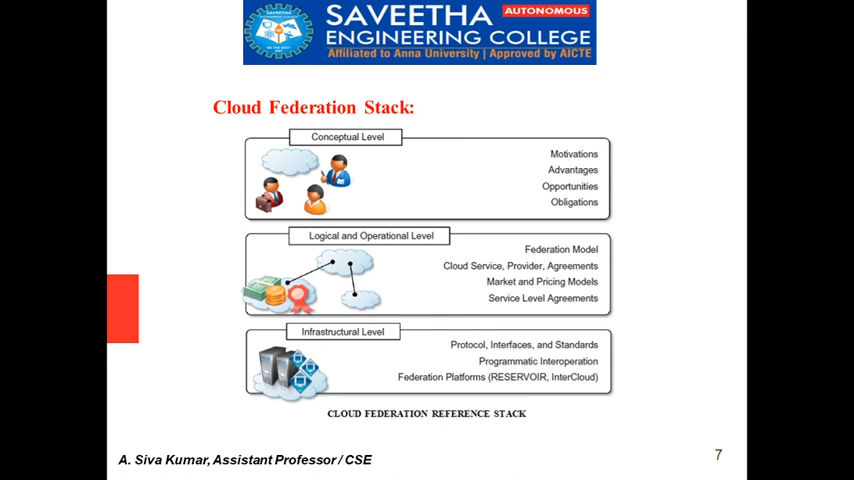 SAVEETHA
AUTONOMOUS
ENGINEERING COLLEGE
Affiliated to Anna University | Approved by AICTE
Cloud Federation Stack:
Conceptual Level
Motivations
Advantages
Opportunities
Obligations
Logical and Operational Level
Federation Model
Cloud Service, Provider, Agreements
Market and Pricing Models
Service Level Agreements
Infrastructural Level
Protocol, Interfaces, and Standards
Programmatic Interoperation
Federation Platforms (RESERVOIR, InterCloud)
CLOUD FEDERATION REFERENCE STACK
A. Siva Kumar, Assistant Professor / CSE
7